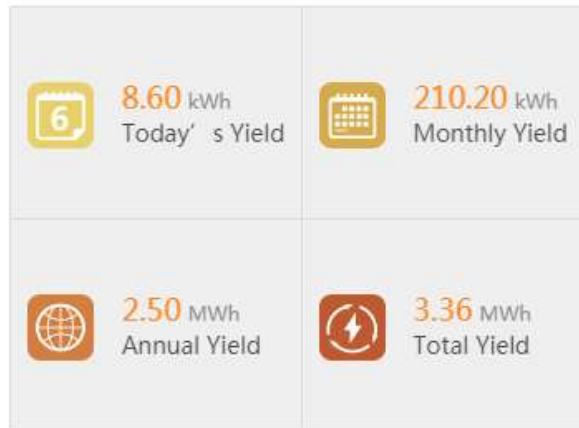 8.60 kWh
Today’ s Yield
210.20 kWh
Monthly Yield
6
2.50 MWh
Annual Yield
3.36 MWh
Total Yield